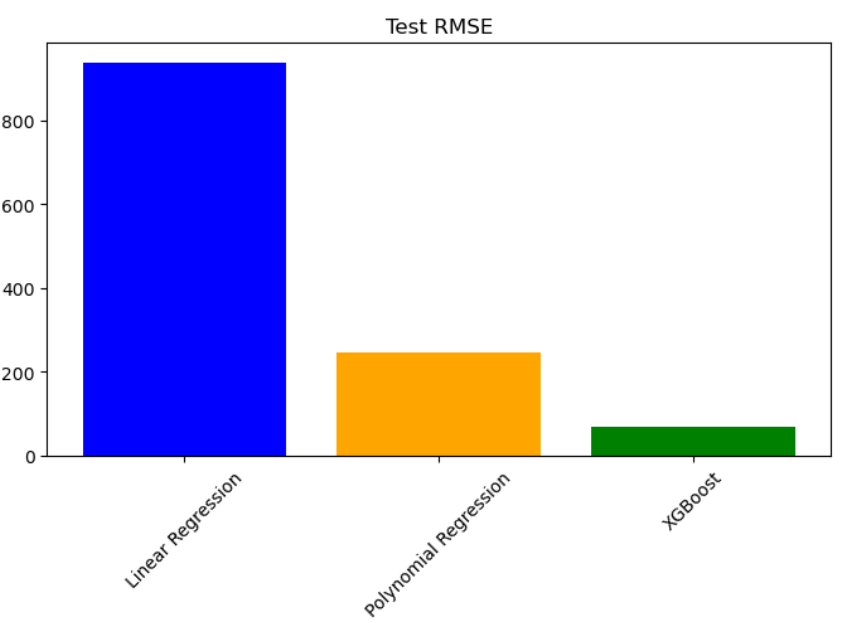 Test RMSE
800
600
400
200
0
Linear Regression
Polynomial Regression
XGBoost